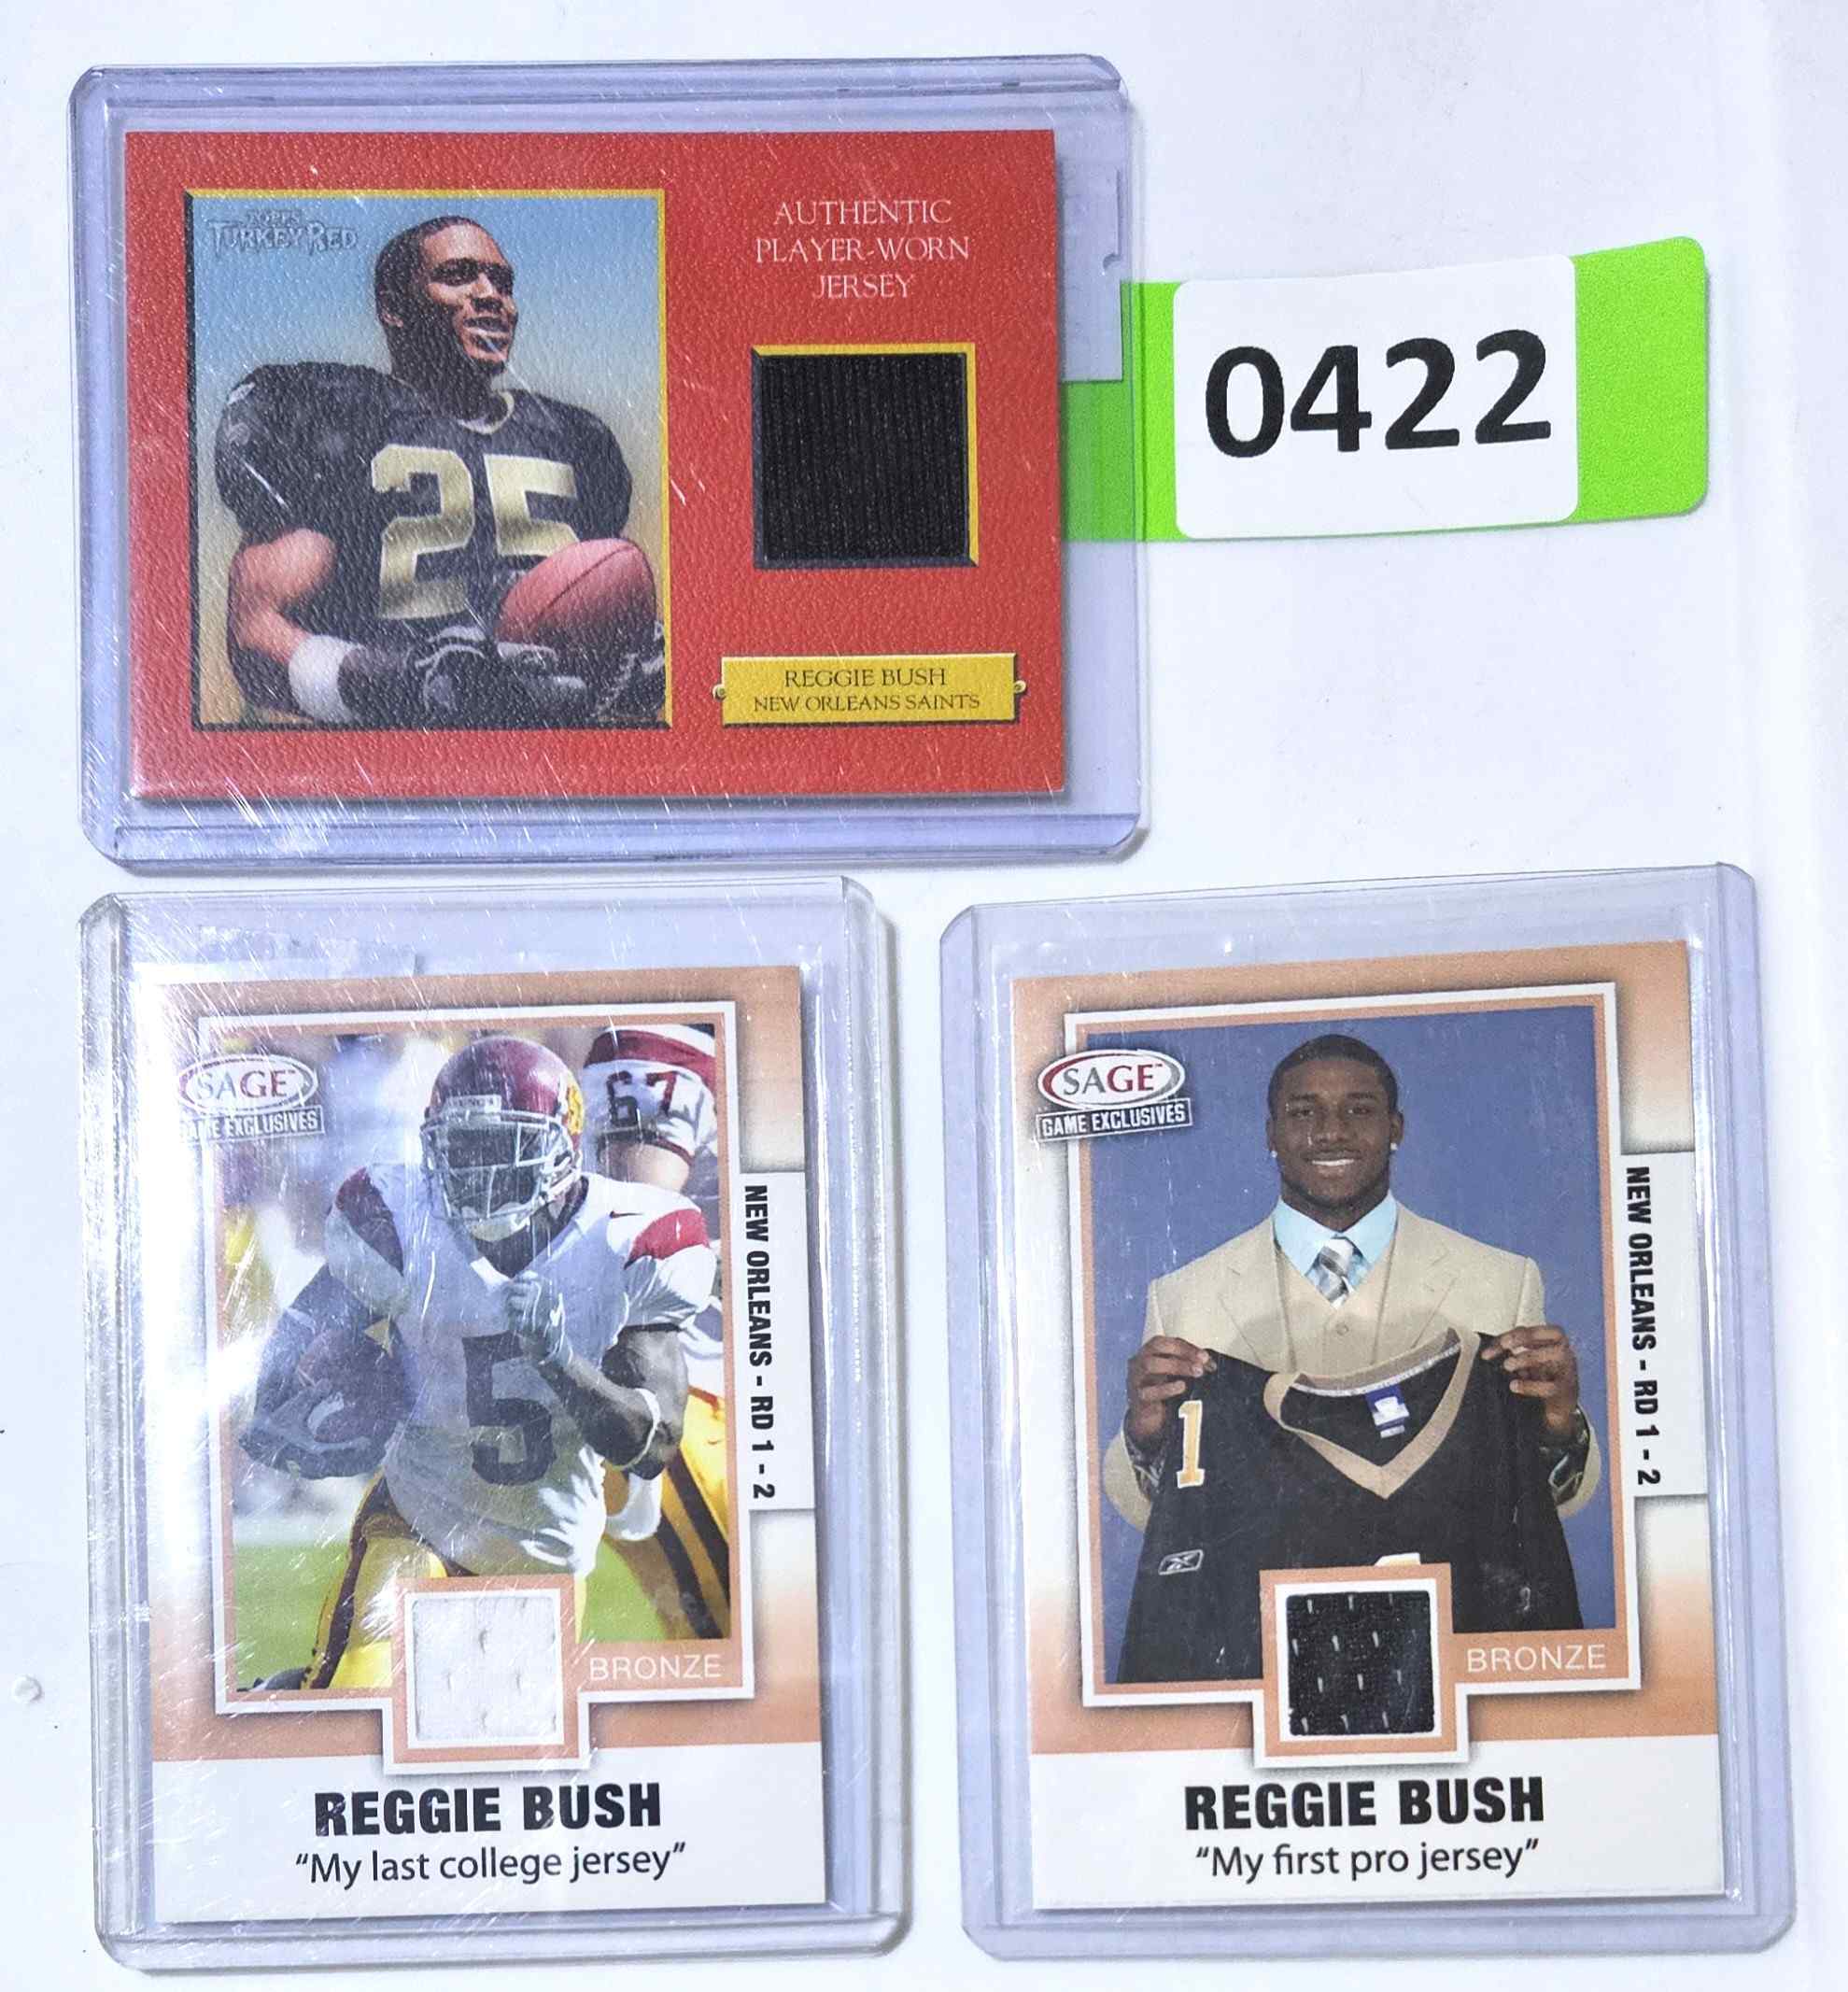 TOPPS
TURKEY RED
AUTHENTIC
PLAYER-WORN
JERSEY
25
REGGIE BUSH
NEW ORLEANS SAINTS
0422
SAGE™
GAME EXCLUSIVES
67
5
NEW ORLEANS - RD 1 - 2
BRONZE
REGGIE BUSH
“My last college jersey”
SAGE™
GAME EXCLUSIVES
1
NEW ORLEANS - RD 1 - 2
BRONZE
REGGIE BUSH
“My first pro jersey”